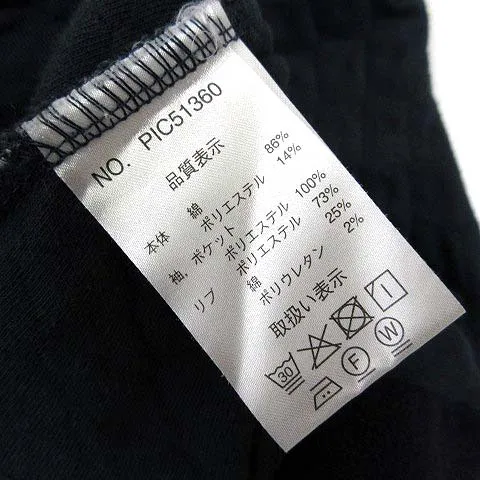 NO. PIC51360
品質表示
本体 綿 86%
ポリエステル 14%
袖, ポケット
ポリエステル 100%
リブ ポリエステル 73%
綿 25%
ポリウレタン 2%
取扱い表示
30
F W